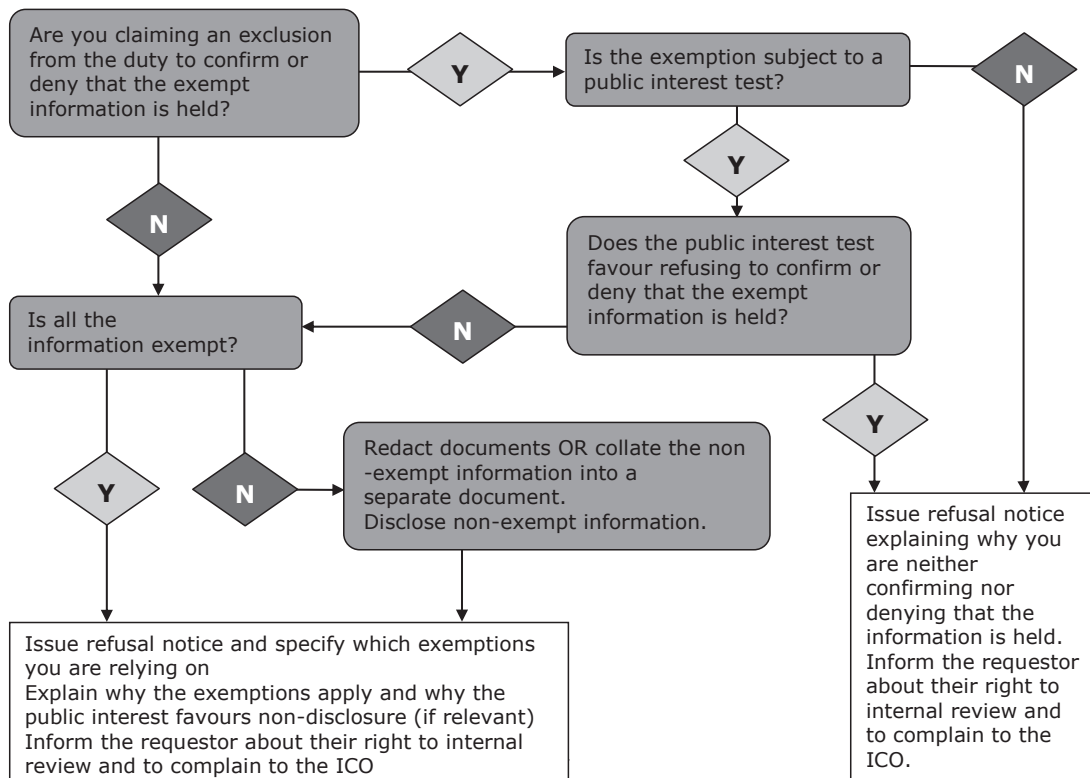 Are you claiming an exclusion
from the duty to confirm or
deny that the exempt
information is held?
Y
Is the exemption subject to a
public interest test?
N
Y
N
Does the public interest test
favour refusing to confirm or
deny that the exempt
information is held?
N
Is all the
information exempt?
Y
Y
N
Redact documents OR collate the non
-exempt information into a
separate document.
Disclose non-exempt information.
Issue refusal notice
explaining why you
are neither
confirming nor
denying that the
information is held.
Inform the requestor
about their right to
internal review and
to complain to the
ICO.
Issue refusal notice and specify which exemptions
you are relying on
Explain why the exemptions apply and why the
public interest favours non-disclosure (if relevant)
Inform the requestor about their right to internal
review and to complain to the ICO